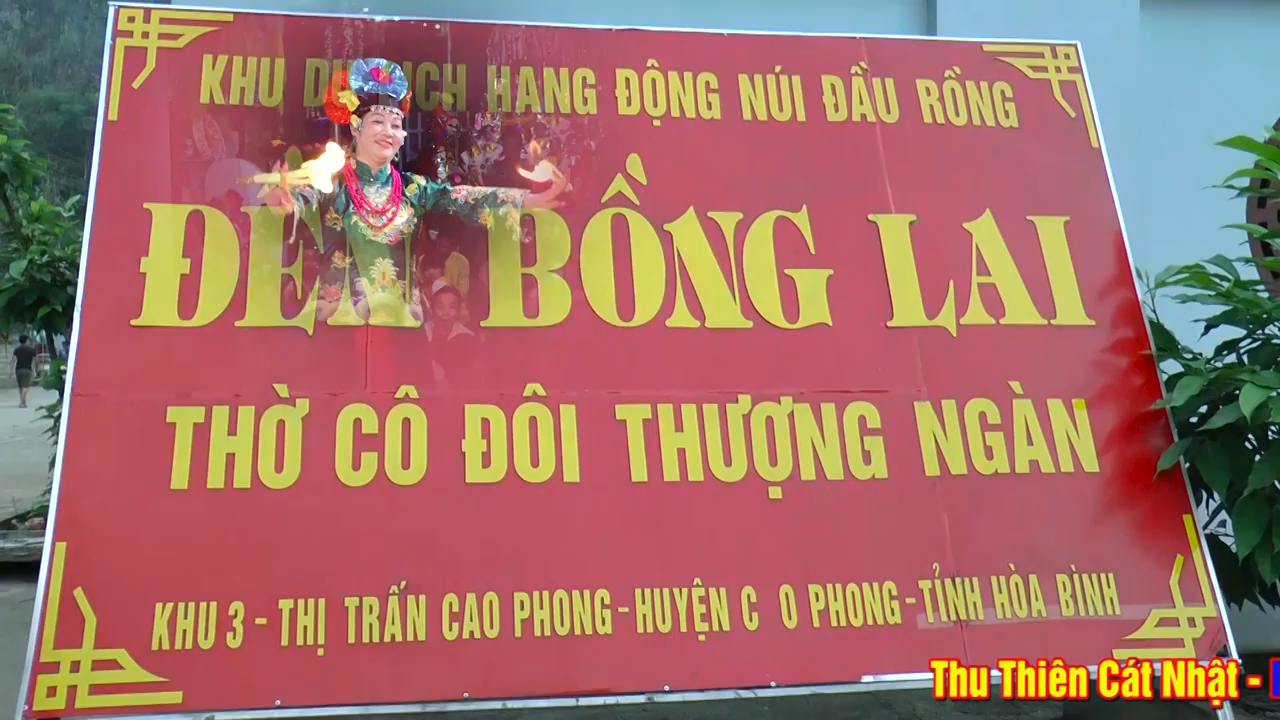 KHU DU LỊCH HANG ĐỘNG NÚI ĐẦU RỒNG
ĐỀN BỒNG LAI
THỜ CÔ ĐÔI THƯỢNG NGÀN
KHU 3 - THỊ TRẤN CAO PHONG - HUYỆN C O PHONG - TỈNH HÒA BÌNH
Thu Thiên Cát Nhật -